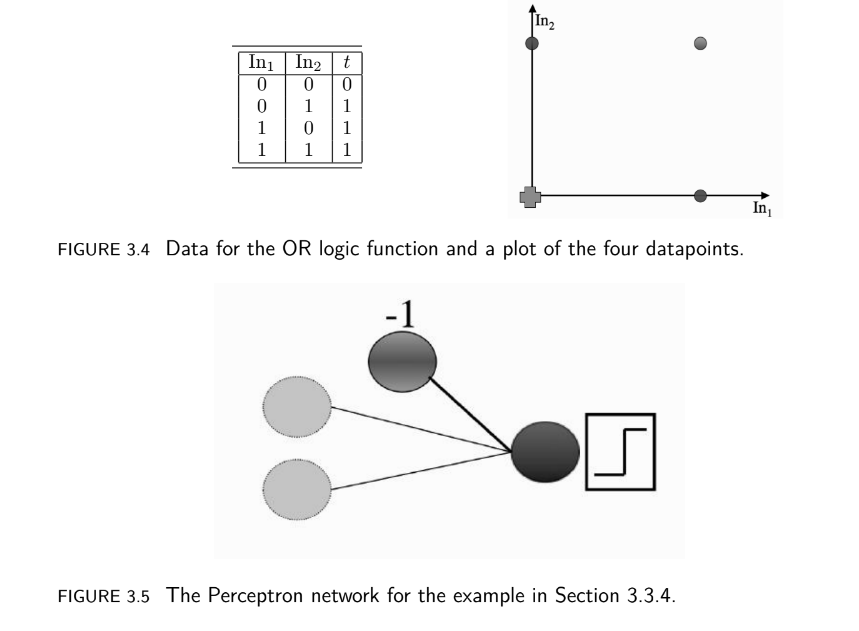 In₁ In₂ t
0 0 0
0 1 1
1 0 1
1 1 1
In₂
In₁
FIGURE 3.4 Data for the OR logic function and a plot of the four datapoints.
-1
FIGURE 3.5 The Perceptron network for the example in Section 3.3.4.